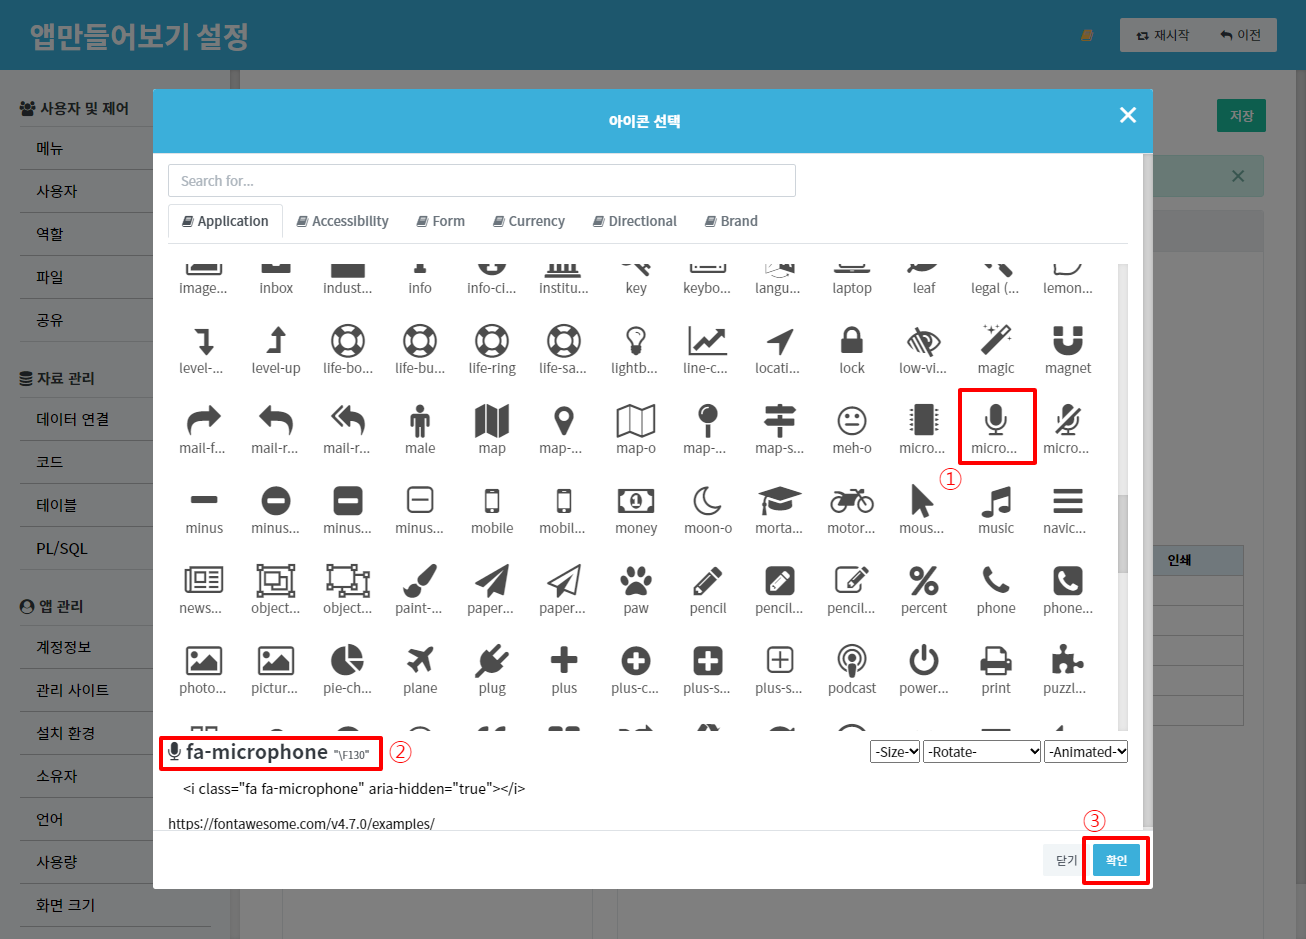 앱만들어보기 설정
재시작 이전
사용자 및 제어
메뉴
사용자
역할
파일
공유
자료 관리
데이터 연결
코드
테이블
PL/SQL
앱 관리
계정정보
관리 사이트
설치 환경
소유자
언어
사용량
화면 크기
저장
인쇄
아이콘 선택
Search for...
Application Accessibility Form Currency Directional Brand
image... inbox indust... info info-ci... institu... key keybo... langu... laptop leaf legal (... lemon...
level-... level-up life-bo... life-bu... life-ring life-sa... lightb... line-c... locati... lock low-vi... magic magnet
mail-f... mail-r... mail-r... male map map-... map-o map-... map-s... meh-o micro... micro... micro...
①
minus minus... minus... minus... mobile mobil... money moon-o morta... motor... mous... music navic...
news... object... object... paint-... paper... paper... paw pencil pencil... pencil... percent phone phone...
photo... pictur... pie-ch... plane plug plus plus-c... plus-s... plus-s... podcast power... print puzzl...
fa-microphone "\F130" ② -Size- -Rotate- -Animated-
<i class="fa fa-microphone" aria-hidden="true"></i>
https://fontawesome.com/v4.7.0/examples/
③
닫기 확인